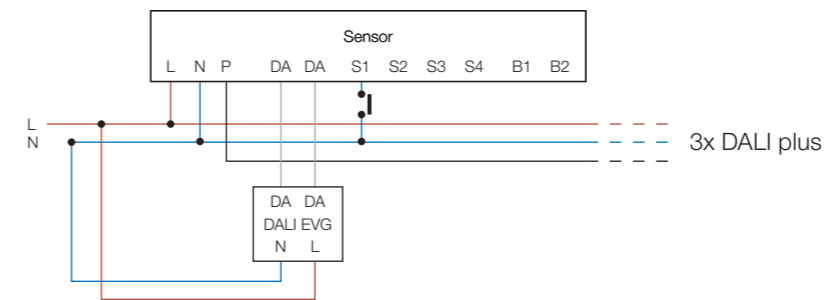 Sensor
L N P DA DA S1 S2 S3 S4 B1 B2
L
N
3x DALI plus
DA DA
DALI EVG
N L